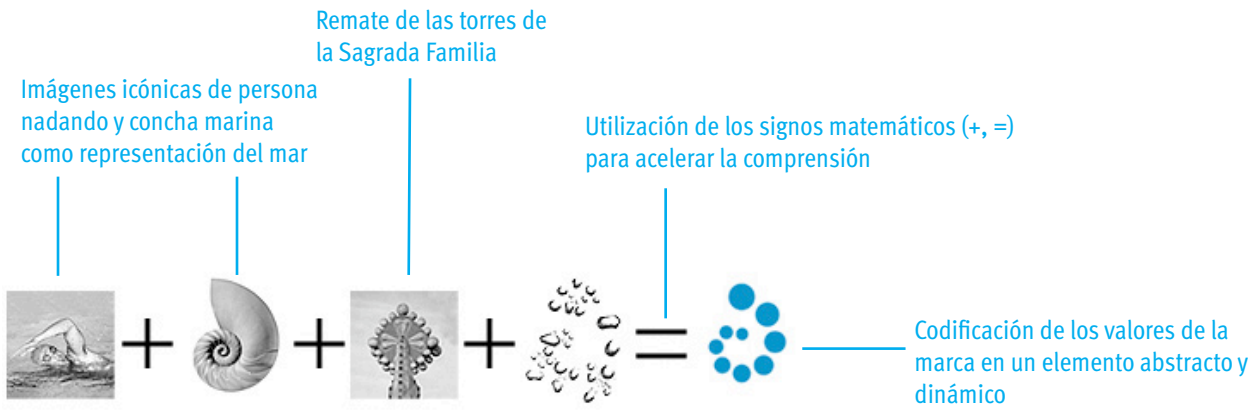 Remate de las torres de
la Sagrada Familia
Imágenes icónicas de persona
nadando y concha marina
como representación del mar
Utilización de los signos matemáticos (+, =)
para acelerar la comprensión
+ + + =
Codificación de los valores de la
marca en un elemento abstracto y
dinámico